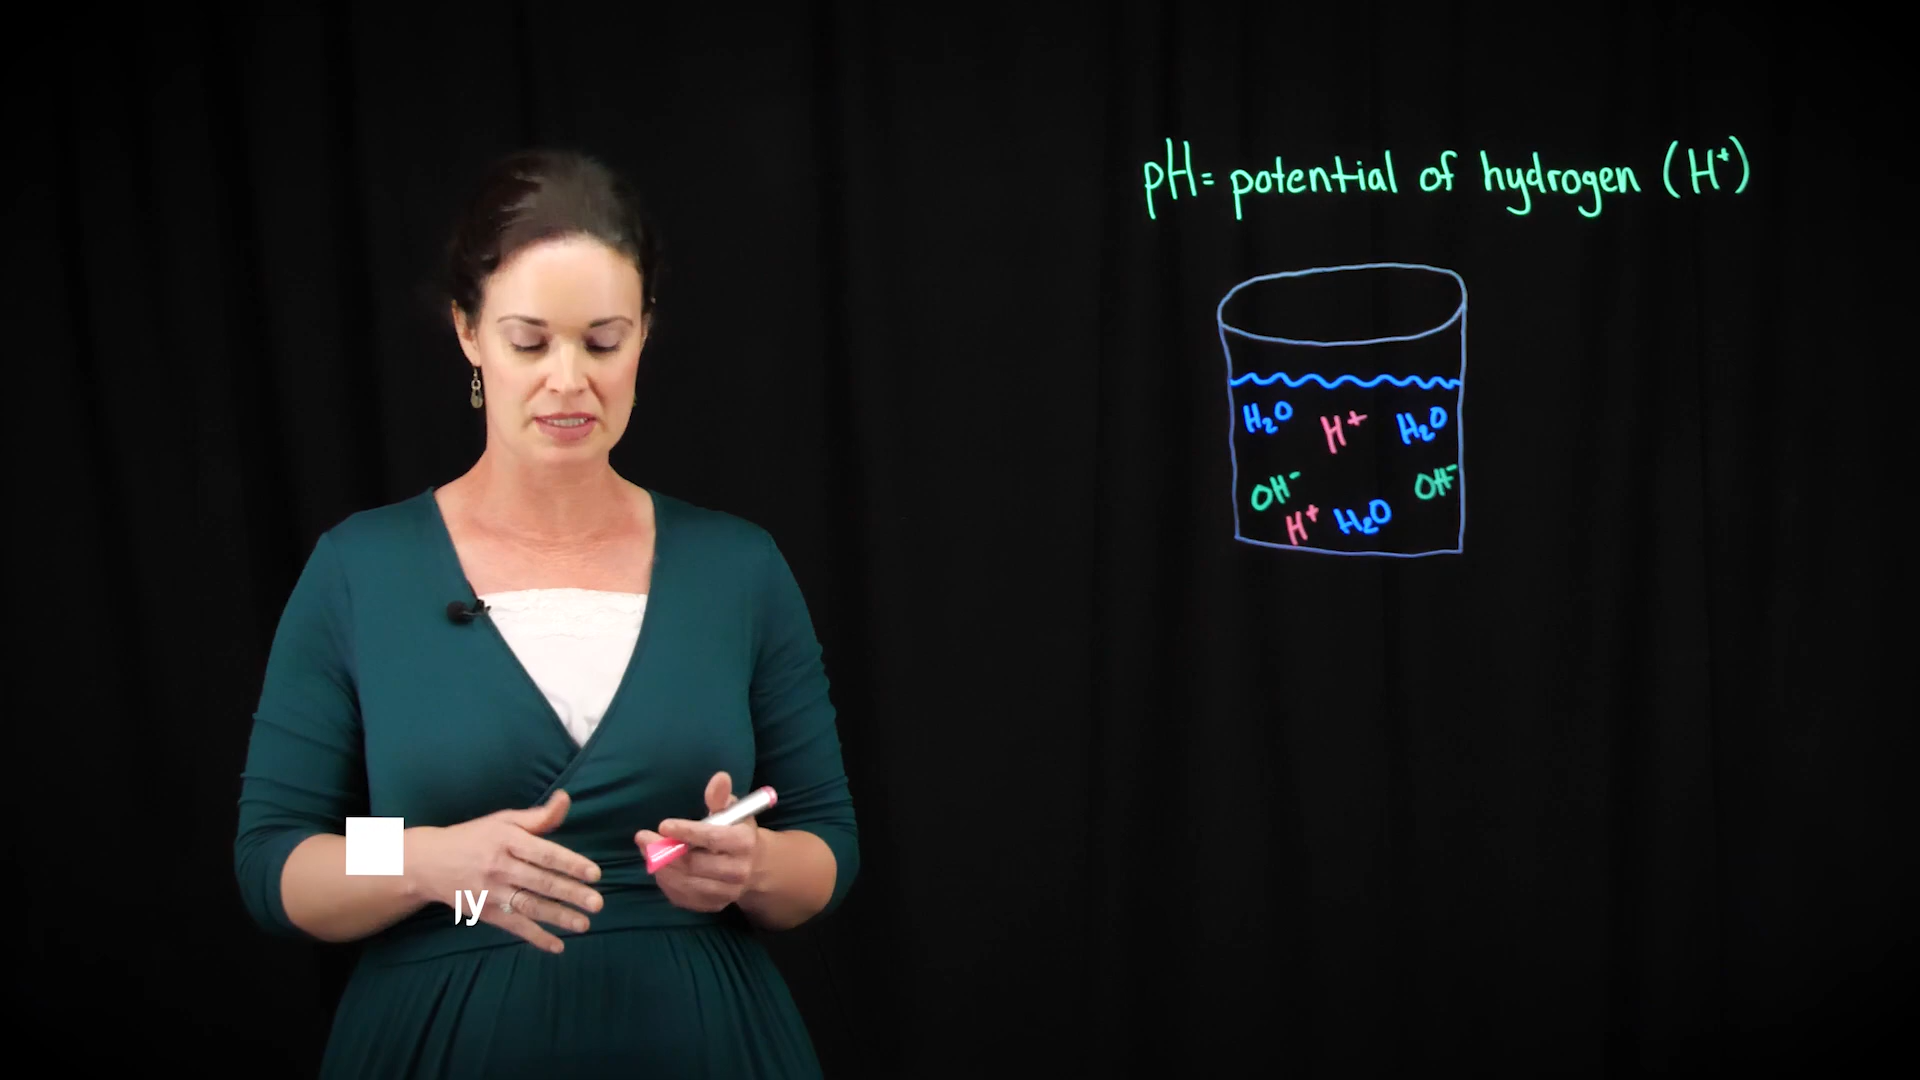 pH= potential of hydrogen (H⁺)
H₂O H⁺ H₂O
OH⁻ OH⁻
H⁺ H₂O